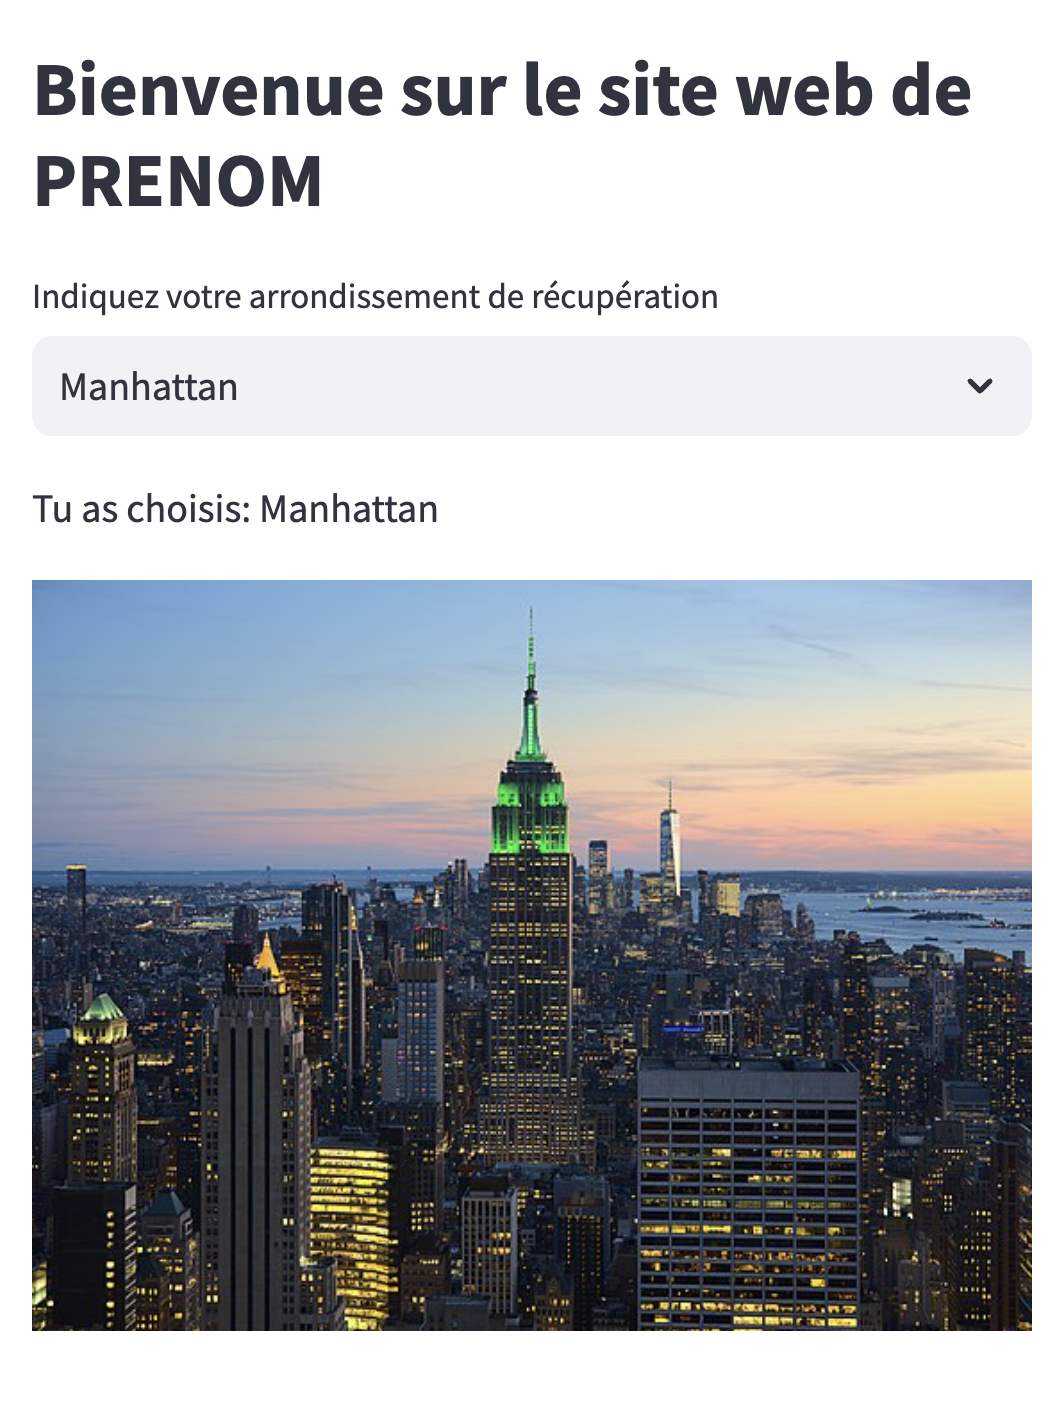 Bienvenue sur le site web de
PRENOM
Indiquez votre arrondissement de récupération
Manhattan
Tu as choisis: Manhattan